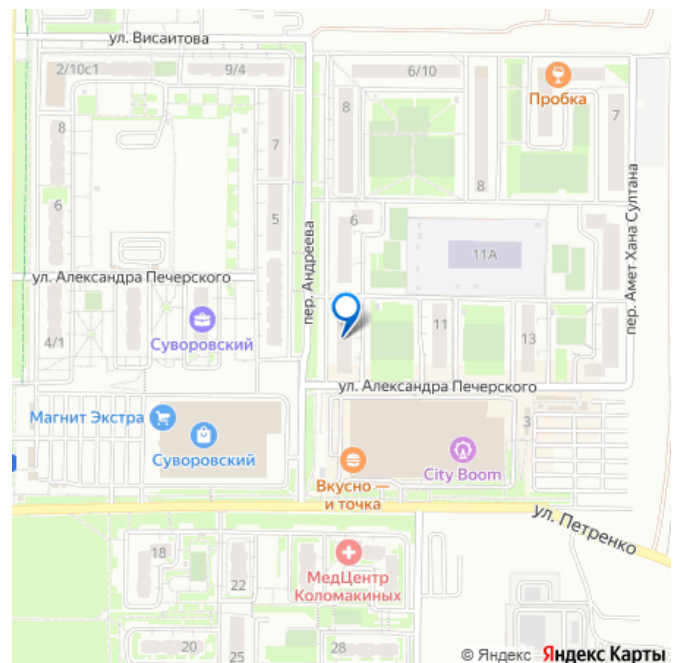 ул. Висаитова
2/10с1
9/4
6/10
Пробка
8
8
7
7
8
6
5
6
пер. Андреева
11А
пер. Амет Хана Султана
ул. Александра Печерского
4/1
Суворовский
11
13
ул. Александра Печерского
Магнит Экстра
Суворовский
City Boom
3
Вкусно —
и точка
ул. Петренко
18
22
МедЦентр
Коломакиных
20
25
28
© Яндекс Яндекс Карты